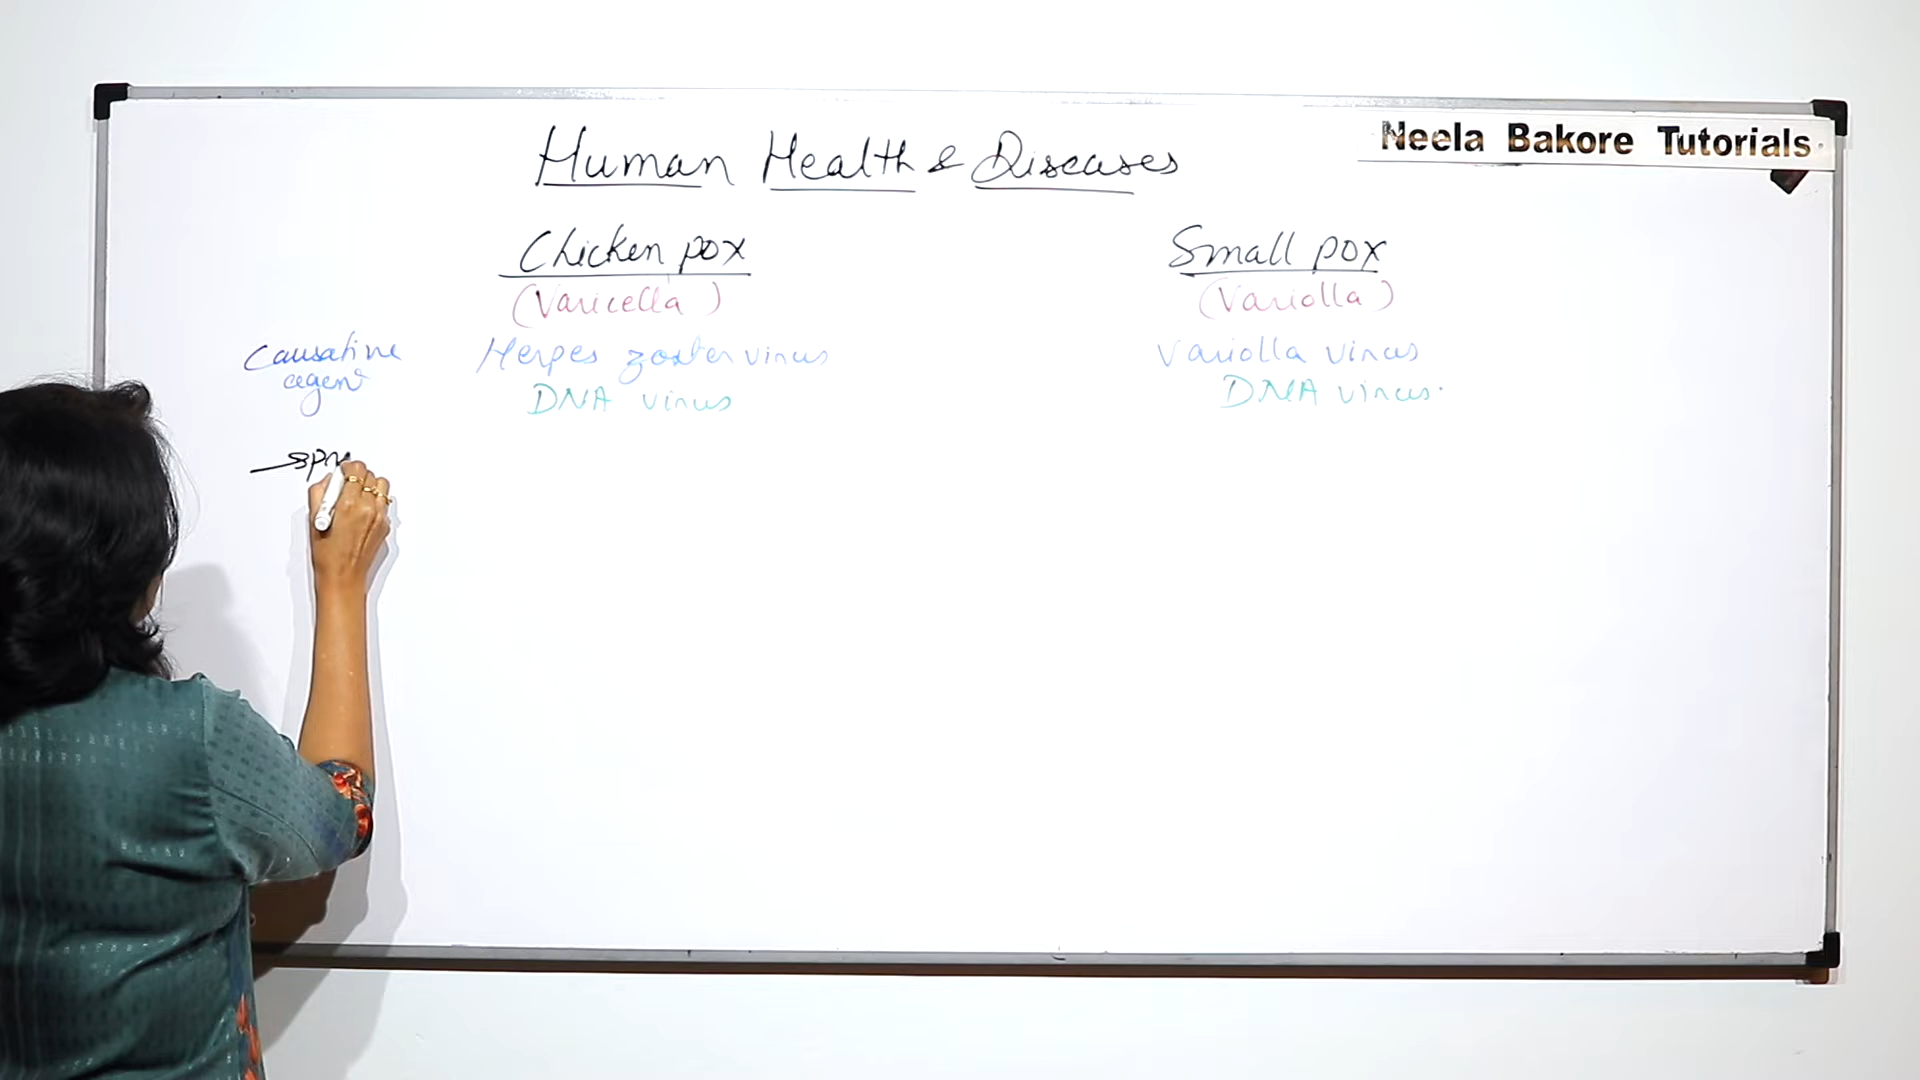 Neela Bakore Tutorials
Human Health & Diseases
Chicken pox
(Varicella)
Small pox
(Variolla)
Causative agent
Herpes zoster virus
DNA virus
Variolla virus
DNA virus